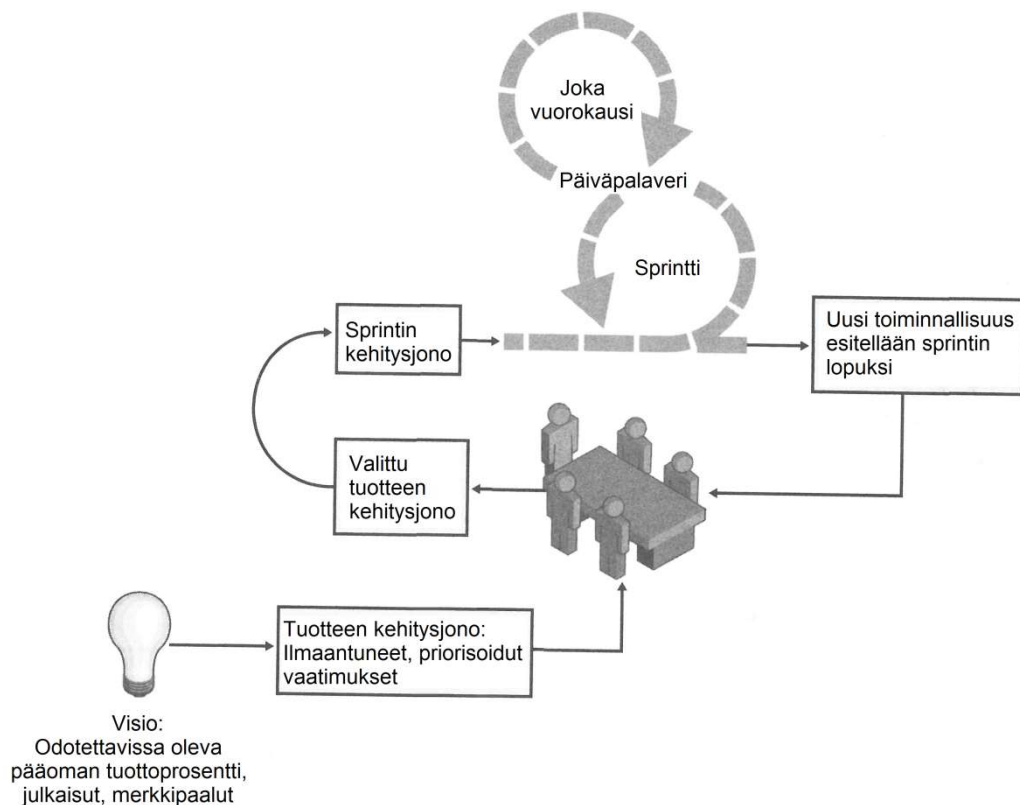 Joka
vuorokausi
Päiväpalaveri
Sprintti
Sprintin
kehitysjono
Uusi toiminnallisuus
esitellään sprintin
lopuksi
Valittu
tuotteen
kehitysjono
Tuotteen kehitysjono:
Ilmaantuneet, priorisoidut
vaatimukset
Visio:
Odotettavissa oleva
pääoman tuottoprosentti,
julkaisut, merkkipaalut